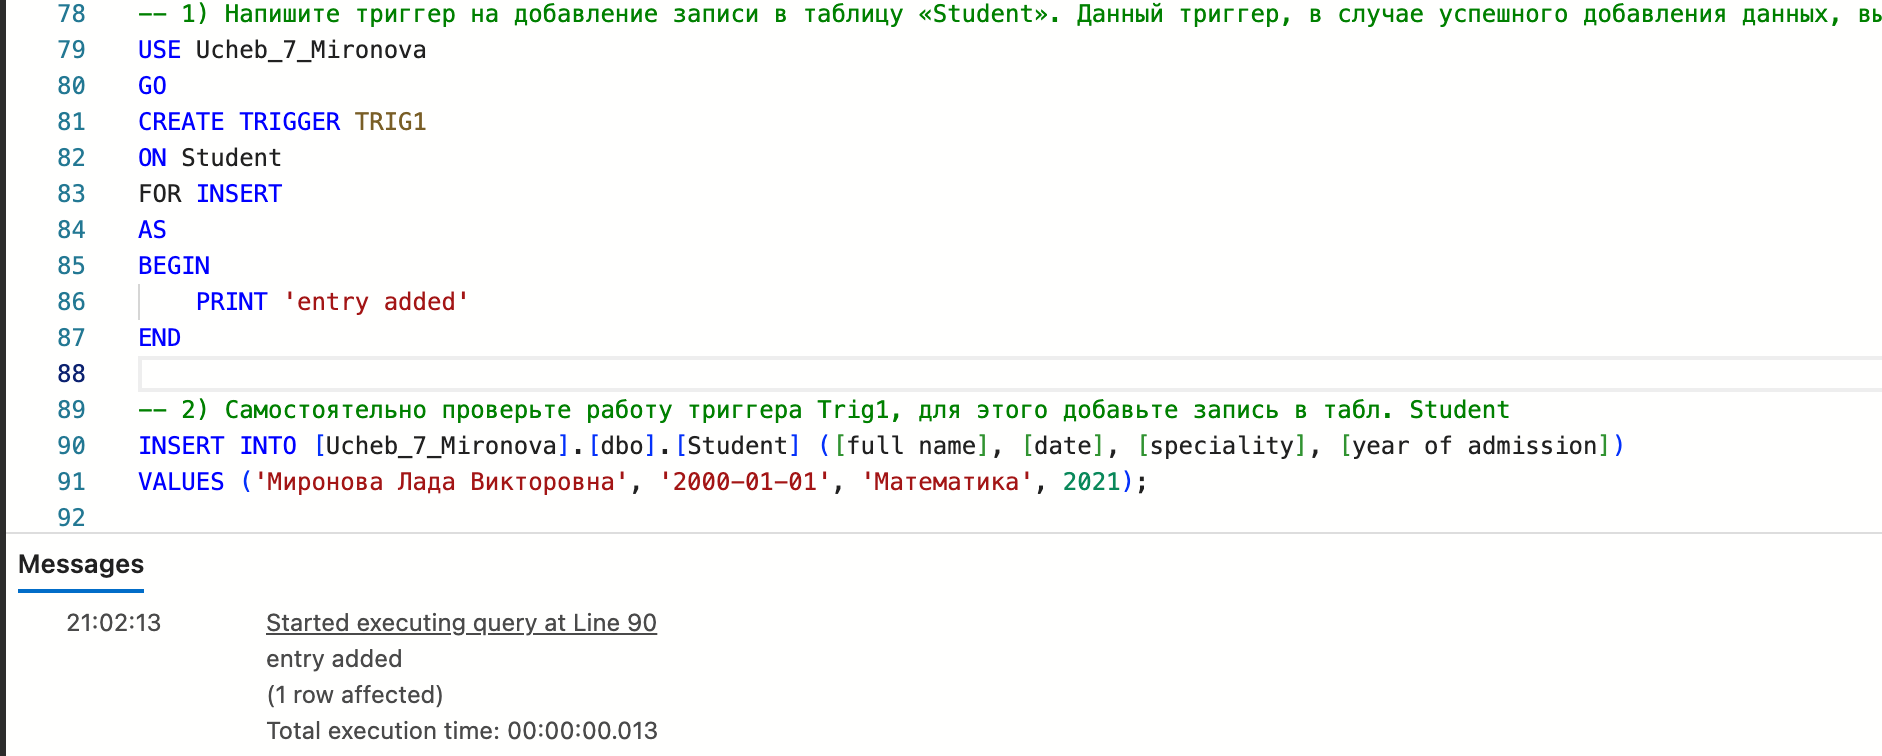 78 -- 1) Напишите триггер на добавление записи в таблицу «Student». Данный триггер, в случае успешного добавления данных, вы
79 USE Ucheb_7_Mironova
80 GO
81 CREATE TRIGGER TRIG1
82 ON Student
83 FOR INSERT
84 AS
85 BEGIN
86     PRINT 'entry added'
87 END
88
89 -- 2) Самостоятельно проверьте работу триггера Trig1, для этого добавьте запись в табл. Student
90 INSERT INTO [Ucheb_7_Mironova].[dbo].[Student] ([full name], [date], [speciality], [year of admission])
91 VALUES ('Миронова Лада Викторовна', '2000-01-01', 'Математика', 2021);
92
Messages
21:02:13 Started executing query at Line 90
entry added
(1 row affected)
Total execution time: 00:00:00.013